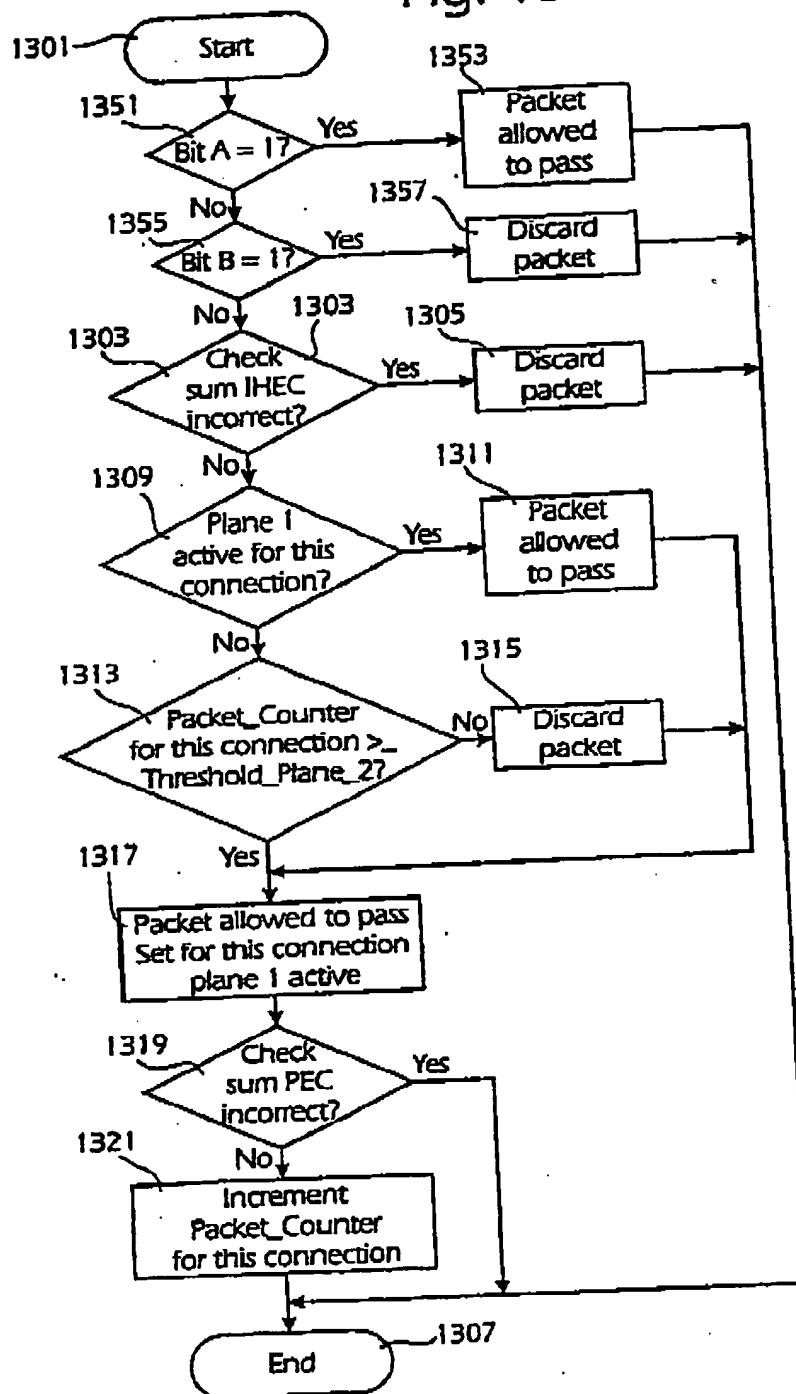 Fig.
1301
Start
1353
1351
Bit A = 1?
Yes
Packet
allowed
to pass
No
1355
1357
Bit B = 1?
Yes
Discard
packet
No
1303
1303
1305
Check
sum IHEC
incorrect?
Yes
Discard
packet
No
1309
1311
Plane 1
active for this
connection?
Yes
Packet
allowed
to pass
No
1313
1315
Packet_Counter
for this connection >_
Threshold_Plane_2?
No
Discard
packet
Yes
1317
Packet allowed to pass
Set for this connection
plane 1 active
1319
Check
sum PEC
incorrect?
Yes
No
1321
Increment
Packet_Counter
for this connection
1307
End